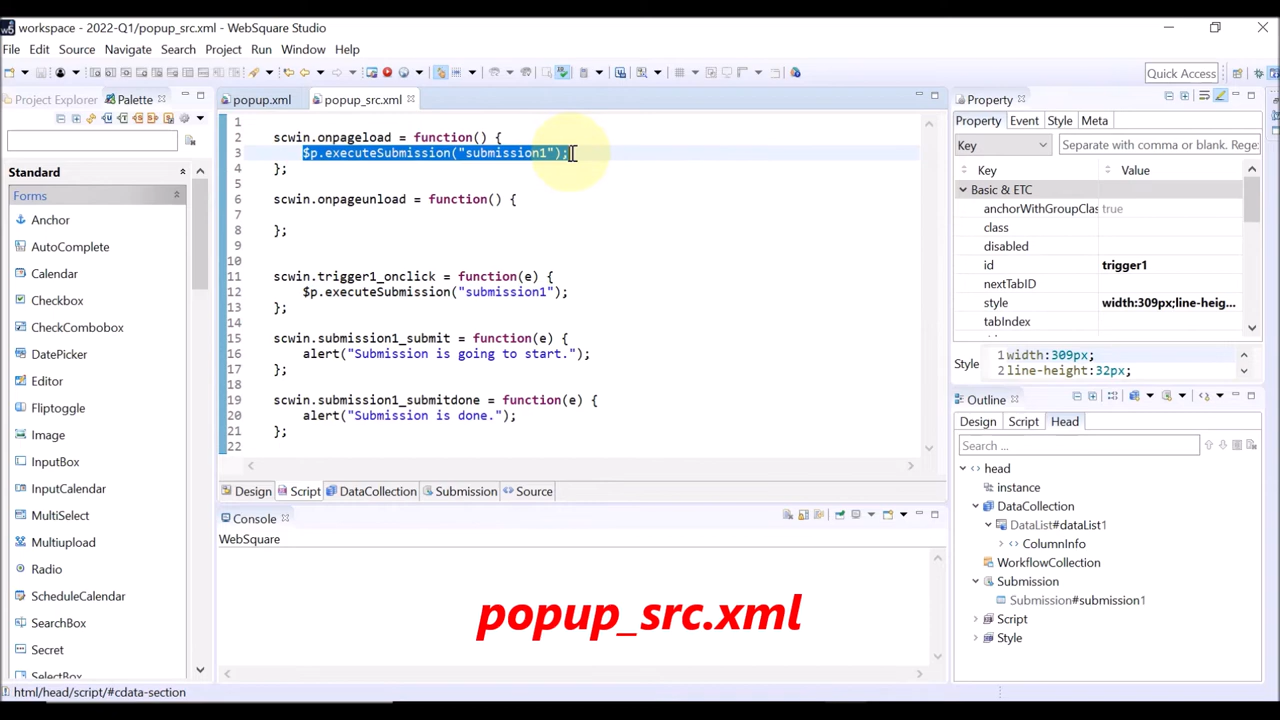 workspace - 2022-Q1/popup_src.xml - WebSquare Studio
File Edit Source Navigate Search Project Explorer Run Window Help
Quick Access
Project Explorer Palette
popup.xml popup_src.xml
Standard
Forms
Anchor
AutoComplete
Calendar
Checkbox
CheckCombobox
DatePicker
Editor
Fliptoggle
Image
InputBox
InputCalendar
MultiSelect
Multiupload
Radio
ScheduleCalendar
SearchBox
Secret
SelectBox
1
2 scwin.onpageload = function() {
3 $p.executeSubmission("submission1");
4 };
5
6 scwin.onpageunload = function() {
7
8 };
9
10
11 scwin.trigger1_onclick = function(e) {
12 $p.executeSubmission("submission1");
13 };
14
15 scwin.submission1_submit = function(e) {
16 alert("Submission is going to start.");
17 };
18
19 scwin.submission1_submitdone = function(e) {
20 alert("Submission is done.");
21 };
22
Design Script DataCollection Submission Source
Console
WebSquare
popup_src.xml
Property
Property Event Style Meta
Key Separate with comma or blank, Rege:
Key Value
Basic & ETC
anchorWithGroupClas true
class
disabled
id trigger1
nextTabID
style width:309px;line-heig...
tabIndex
Style 1 width:309px;
2 line-height:32px;
Outline
Design Script Head
Search ...
head
instance
DataCollection
DataList#dataList1
ColumnInfo
WorkflowCollection
Submission
Submission#submission1
Script
Style
html/head/script/#cdata-section